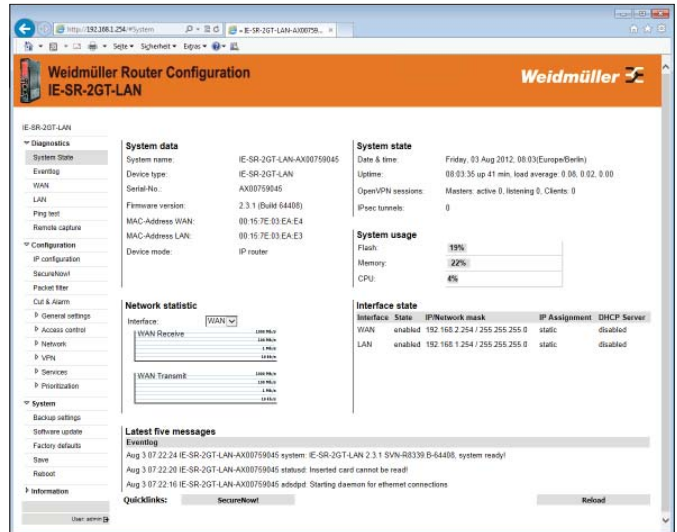 http://192.168.1.254/#System
IE-SR-2GT-LAN-AX00759...
Seite Sicherheit Extras
Weidmüller Router Configuration
IE-SR-2GT-LAN
Weidmüller
IE-SR-2GT-LAN
Diagnostics
System State
Eventlog
WAN
LAN
Ping test
Remote capture
Configuration
IP configuration
SecureNow!
Packet filter
Cut & Alarm
General settings
Access control
Network
VPN
Services
Prioritization
System
Backup settings
Software update
Factory defaults
Save
Reboot
Information
User: admin
System data
System name: IE-SR-2GT-LAN-AX00759045
Device type: IE-SR-2GT-LAN
Serial-No.: AX00759045
Firmware version: 2.3.1 (Build 64408)
MAC-Address WAN: 00:15:7E:03:EA:E4
MAC-Address LAN: 00:15:7E:03:EA:E3
Device mode: IP router
System state
Date & time: Friday, 03 Aug 2012, 08:03(Europe/Berlin)
Uptime: 08:03:35 up 41 min, load average: 0.08, 0.02, 0.00
OpenVPN sessions: Masters: active 0, listening 0; Clients: 0
IPsec tunnels: 0
System usage
Flash: 19%
Memory: 22%
CPU: 4%
Network statistic
Interface: WAN
WAN Receive
WAN Transmit
Interface state
Interface State IP/Network mask IP Assignment DHCP Server
WAN enabled 192.168.2.254 / 255.255.255.0 static disabled
LAN enabled 192.168.1.254 / 255.255.255.0 static disabled
Latest five messages
Eventlog
Aug 3 07:22:24 IE-SR-2GT-LAN-AX00759045 system: IE-SR-2GT-LAN 2.3.1 SVN-R8339.B-64408, system ready!
Aug 3 07:22:20 IE-SR-2GT-LAN-AX00759045 statusd: Inserted card cannot be read!
Aug 3 07:22:16 IE-SR-2GT-LAN-AX00759045 adsdpd: Starting daemon for ethernet connections
Quicklinks: SecureNow! Reload